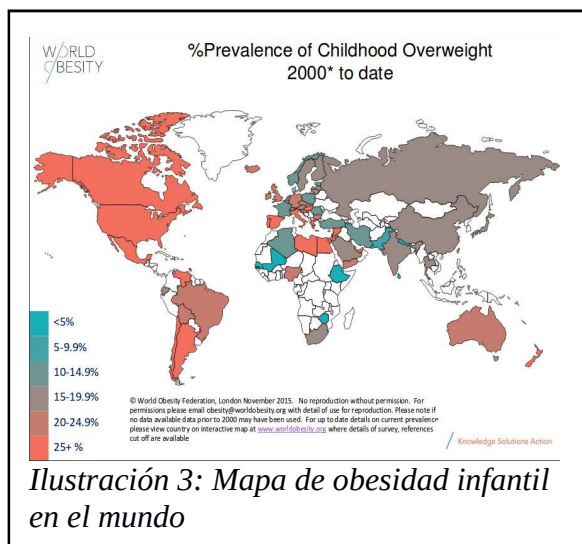 WORLD
OBESITY
%Prevalence of Childhood Overweight
2000* to date
<5%
5-9.9%
10-14.9%
15-19.9%
20-24.9%
25+ %
© World Obesity Federation, London November 2015. No reproduction without permission. For
permissions please email obesity@worldobesity.org with detail of use for reproduction. Please note if
no data available data prior to 2000 may have been used. For up to date details on current prevalence
please view country on interactive map at www.worldobesity.org where details of survey, references
cut off are available
Knowledge Solutions Action
Ilustración 3: Mapa de obesidad infantil
en el mundo